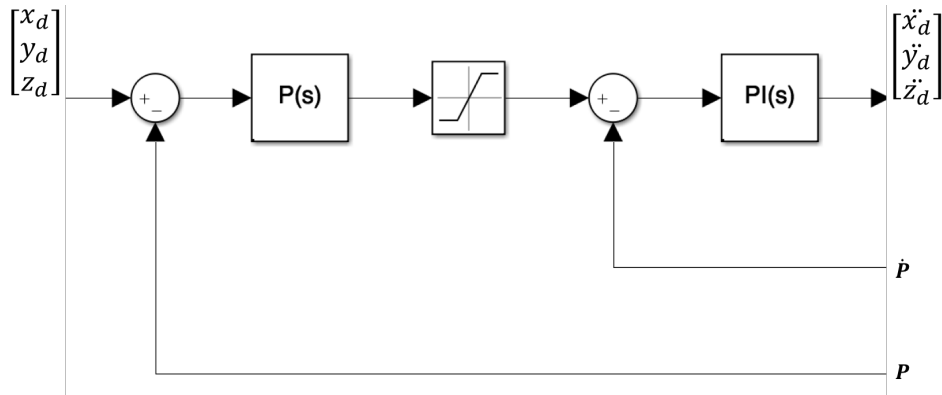 [x_d
y_d
z_d]
+
−
P(s)
+
−
PI(s)
[ẍ_d
ÿ_d
z̈_d]
Ṗ
P